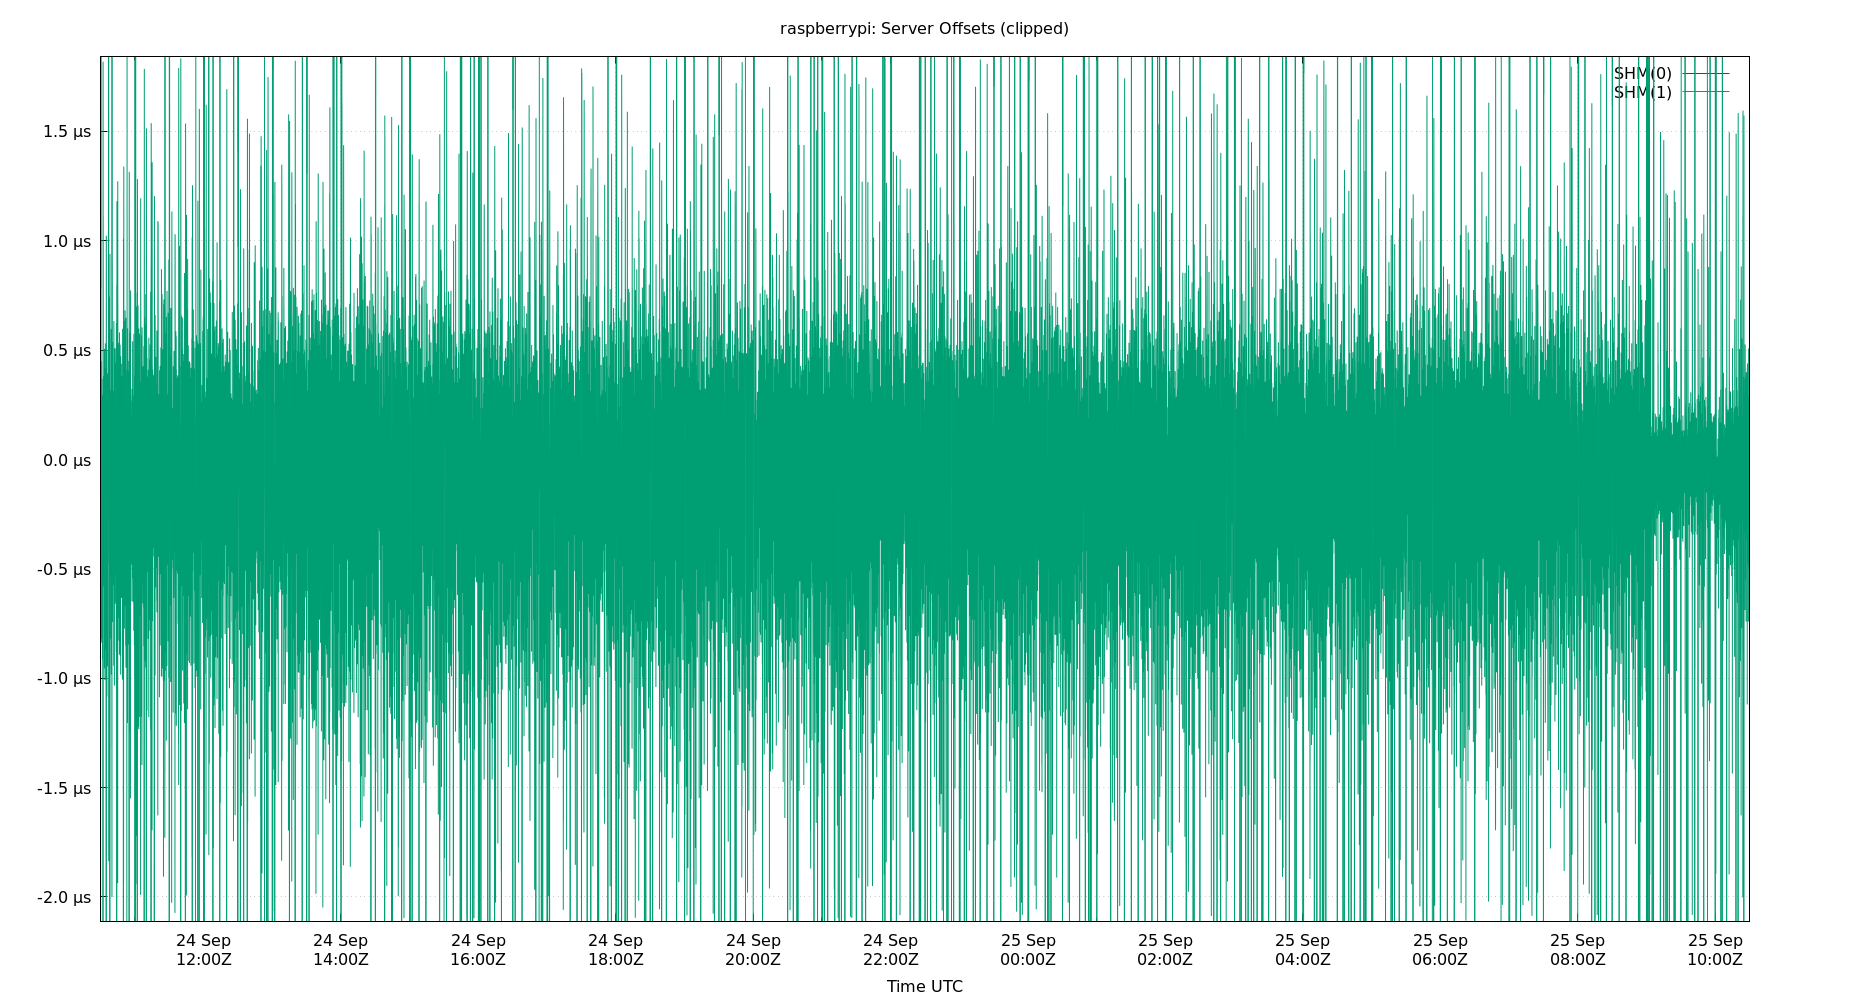 raspberrypi: Server Offsets (clipped)
SHM(0)
SHM(1)
1.5 µs
1.0 µs
0.5 µs
0.0 µs
-0.5 µs
-1.0 µs
-1.5 µs
-2.0 µs
24 Sep 24 Sep 24 Sep 24 Sep 24 Sep 24 Sep 25 Sep 25 Sep 25 Sep 25 Sep 25 Sep 25 Sep
12:00Z 14:00Z 16:00Z 18:00Z 20:00Z 22:00Z 00:00Z 02:00Z 04:00Z 06:00Z 08:00Z 10:00Z
Time UTC